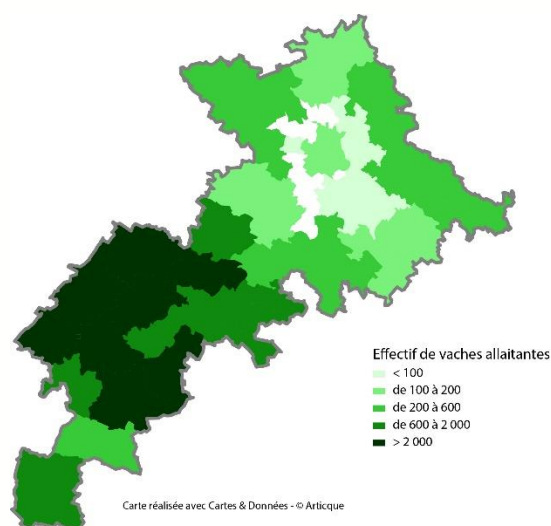 Effectif de vaches allaitantes
< 100
de 100 à 200
de 200 à 600
de 600 à 2 000
> 2 000
Carte réalisée avec Cartes & Données - © Articque